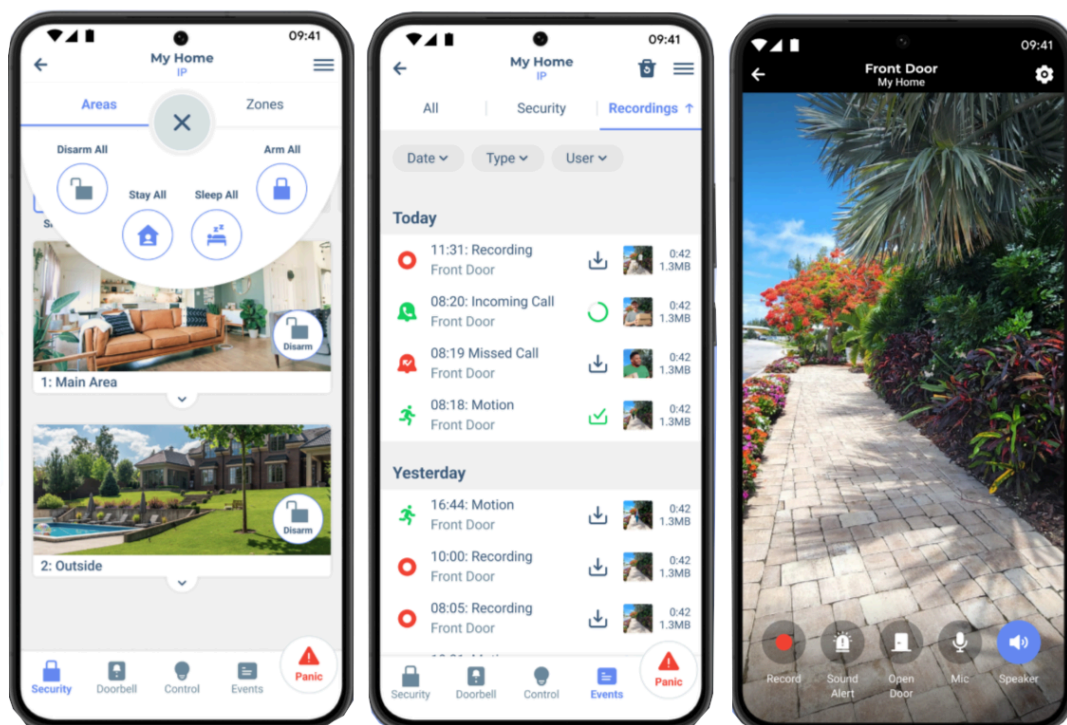 09:41
My Home
IP
Areas
Zones
Disarm All
Arm All
Stay All
Sleep All
Disarm
1: Main Area
Disarm
2: Outside
Security
Doorbell
Control
Events
Panic
09:41
My Home
IP
All
Security
Recordings ↑
Date
Type
User
Today
11:31: Recording
Front Door
0:42
1.3MB
08:20: Incoming Call
Front Door
0:42
1.3MB
08:19 Missed Call
Front Door
0:42
1.3MB
08:18: Motion
Front Door
0:42
1.3MB
Yesterday
16:44: Motion
Front Door
0:42
1.3MB
10:00: Recording
Front Door
0:42
1.3MB
08:05: Recording
Front Door
0:42
1.3MB
Security
Doorbell
Control
Events
Panic
09:41
Front Door
My Home
Record
Sound
Alert
Open
Door
Mic
Speaker